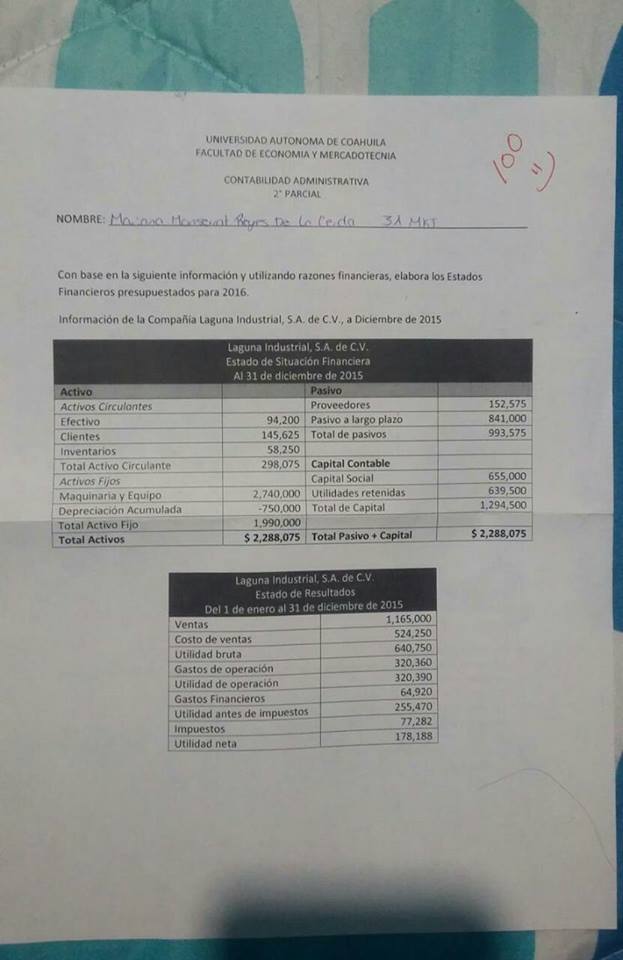 UNIVERSIDAD AUTONOMA DE COAHUILA
FACULTAD DE ECONOMIA Y MERCADOTECNIA
100
CONTABILIDAD ADMINISTRATIVA
2° PARCIAL
NOMBRE: Mariana Monserrat Reyes De La Cerda 3A MKT
Con base en la siguiente información y utilizando razones financieras, elabora los Estados
Financieros presupuestados para 2016.
Información de la Compañia Laguna Industrial, S.A. de C.V., a Diciembre de 2015
Laguna Industrial, S.A. de C.V.
Estado de Situación Financiera
Al 31 de diciembre de 2015
Activo Pasivo
Activos Circulantes Proveedores 152,575
Efectivo 94,200 Pasivo a largo plazo 841,000
Clientes 145,625 Total de pasivos 993,575
Inventarios 58,250
Total Activo Circulante 298,075 Capital Contable
Activos Fijos Capital Social 655,000
Maquinaria y Equipo 2,740,000 Utilidades retenidas 639,500
Depreciación Acumulada -750,000 Total de Capital 1,294,500
Total Activo Fijo 1,990,000
Total Activos $ 2,288,075 Total Pasivo + Capital $ 2,288,075
Laguna Industrial, S.A. de C.V.
Estado de Resultados
Del 1 de enero al 31 de diciembre de 2015
Ventas 1,165,000
Costo de ventas 524,250
Utilidad bruta 640,750
Gastos de operación 320,360
Utilidad de operación 320,390
Gastos Financieros 64,920
Utilidad antes de impuestos 255,470
Impuestos 77,282
Utilidad neta 178,188